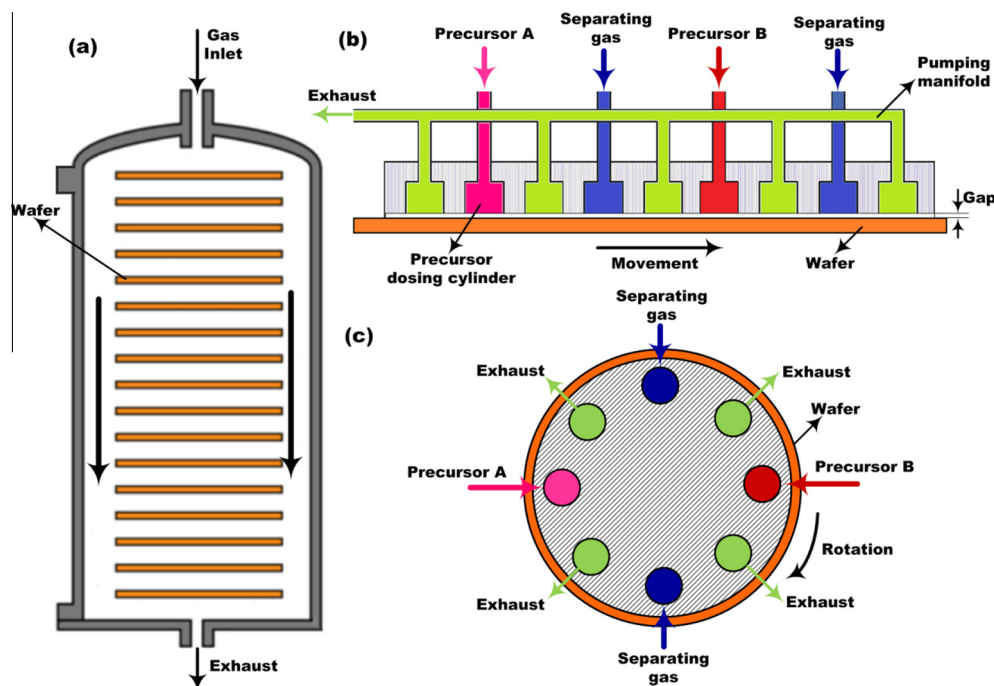 (a)
Gas
Inlet
Wafer
Exhaust
(b)
Precursor A
Separating
gas
Precursor B
Separating
gas
Pumping
manifold
Exhaust
Gap
Precursor
dosing cylinder
Movement
Wafer
(c)
Separating
gas
Exhaust
Exhaust
Wafer
Precursor A
Precursor B
Rotation
Exhaust
Exhaust
Separating
gas